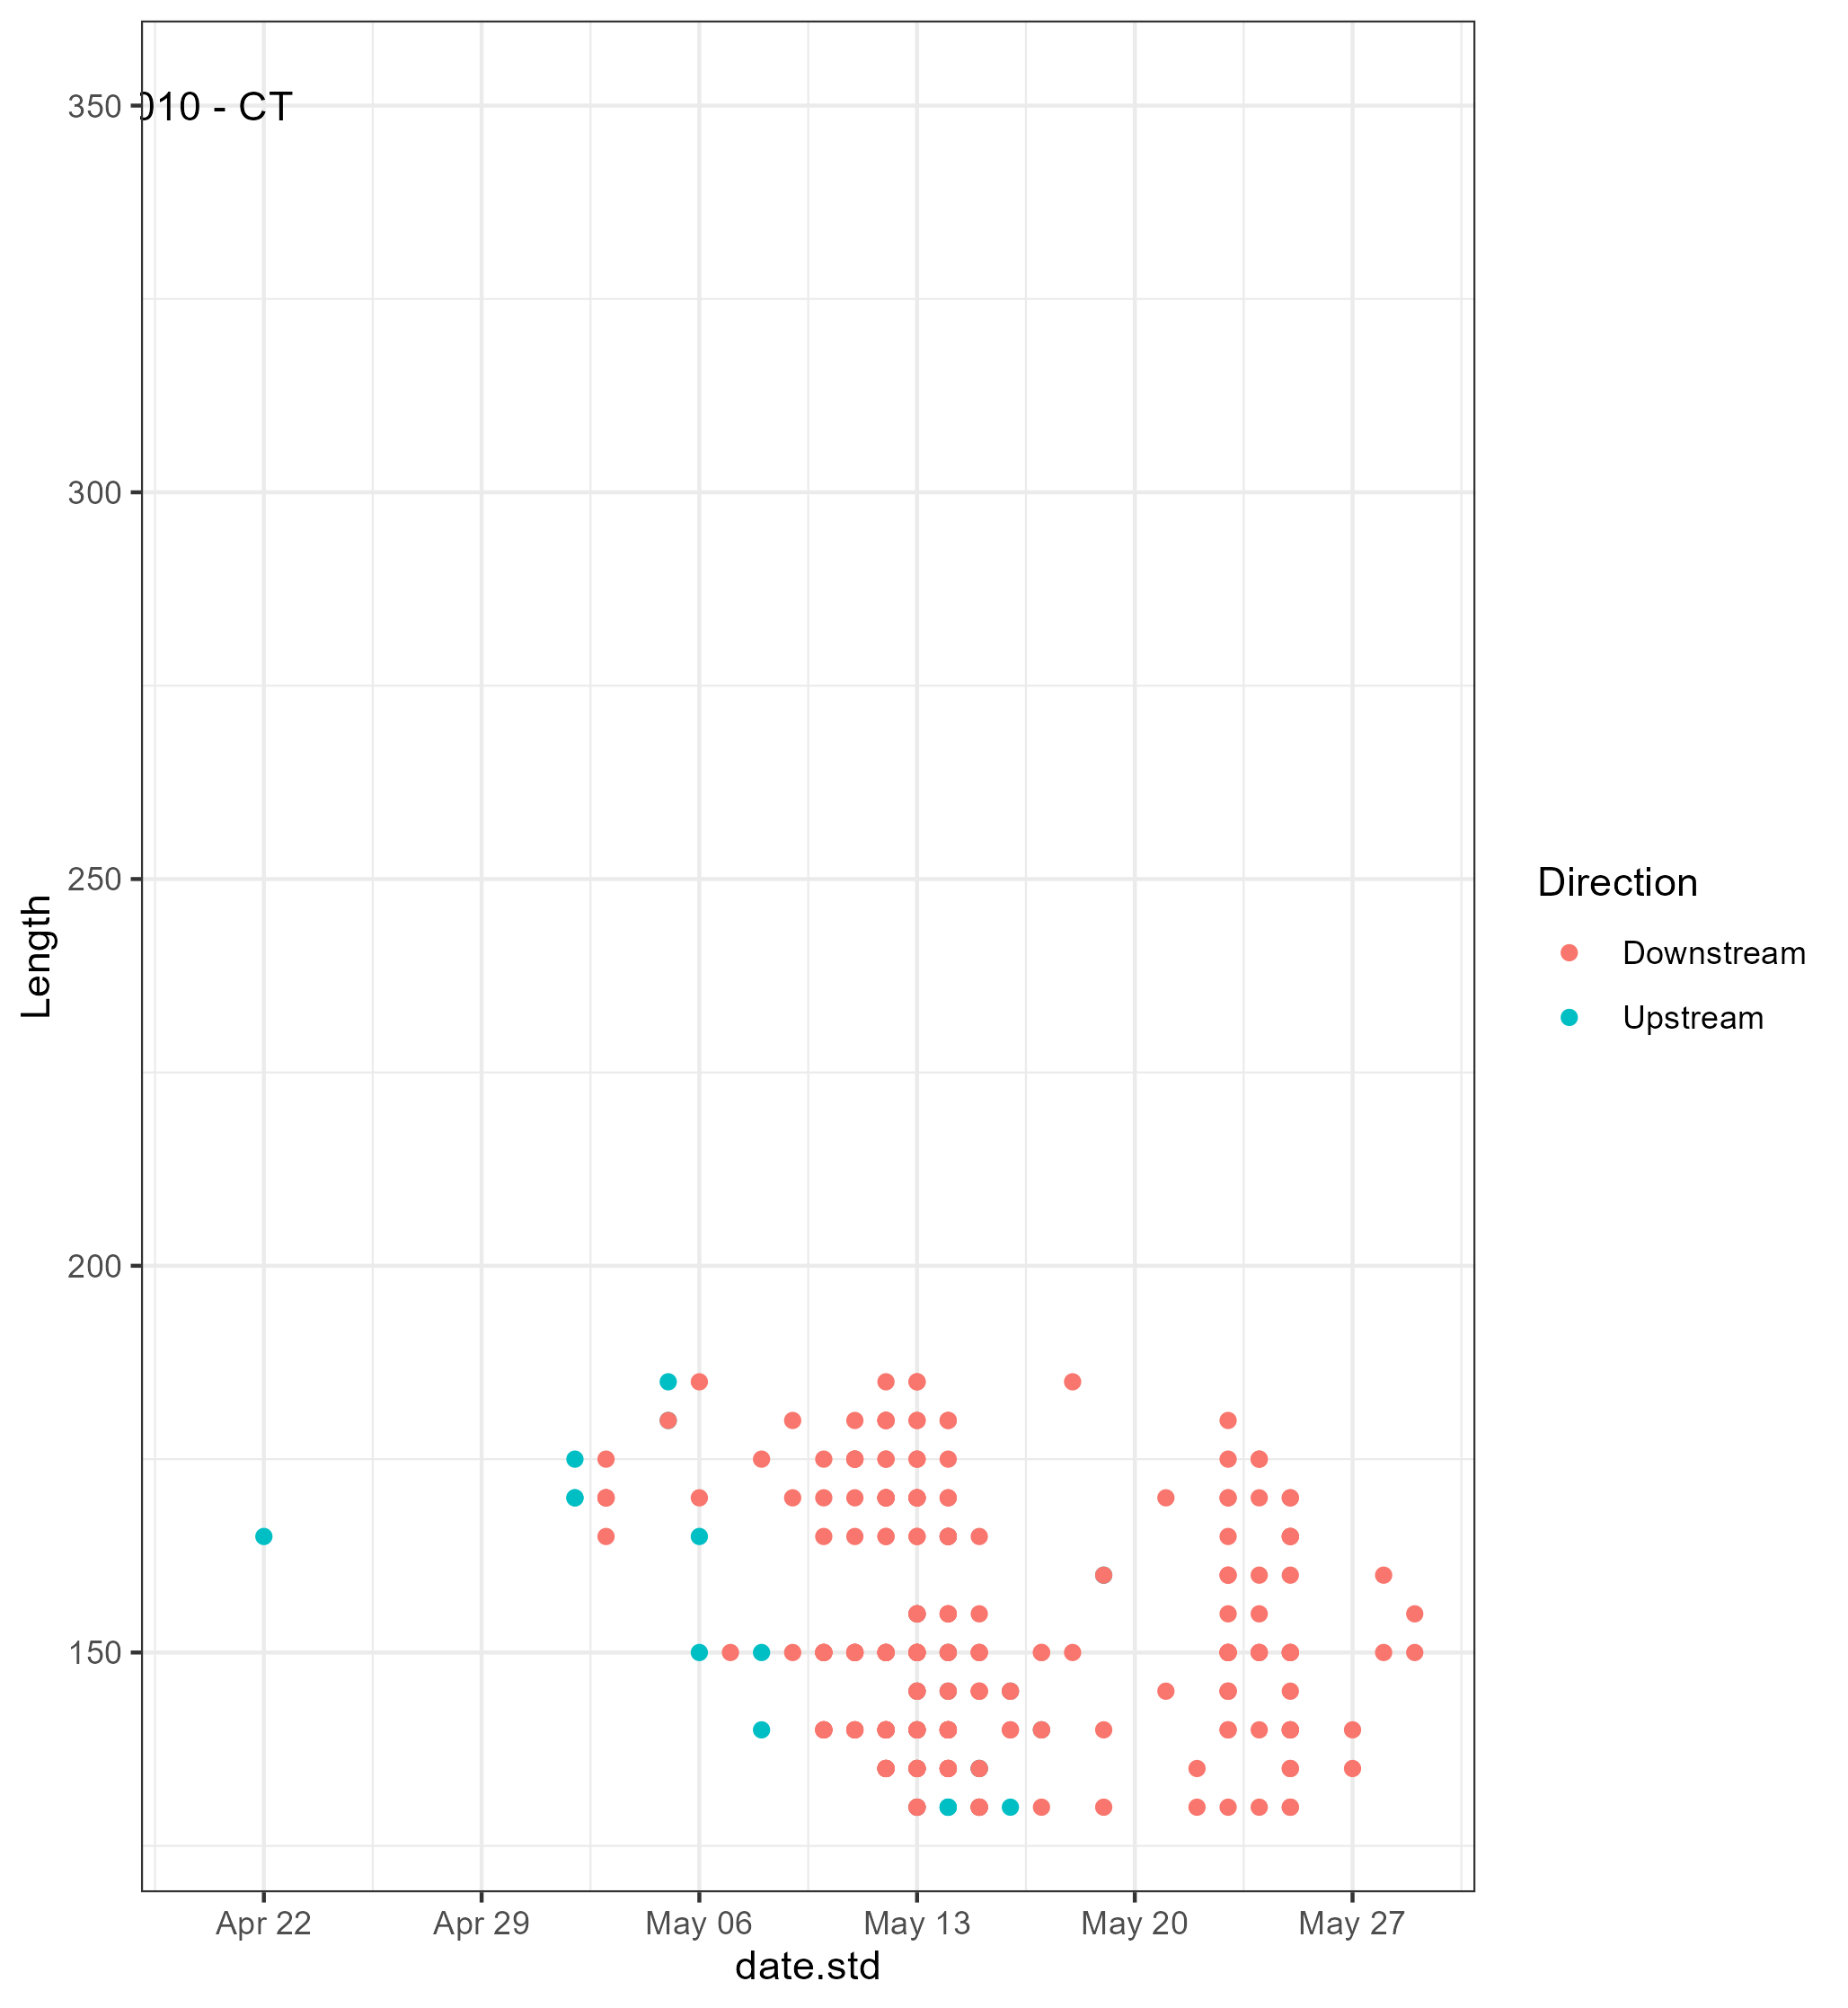 010 - CT
350
300
250
200
150
Length
Apr 22 Apr 29 May 06 May 13 May 20 May 27
date.std
Direction
Downstream
Upstream